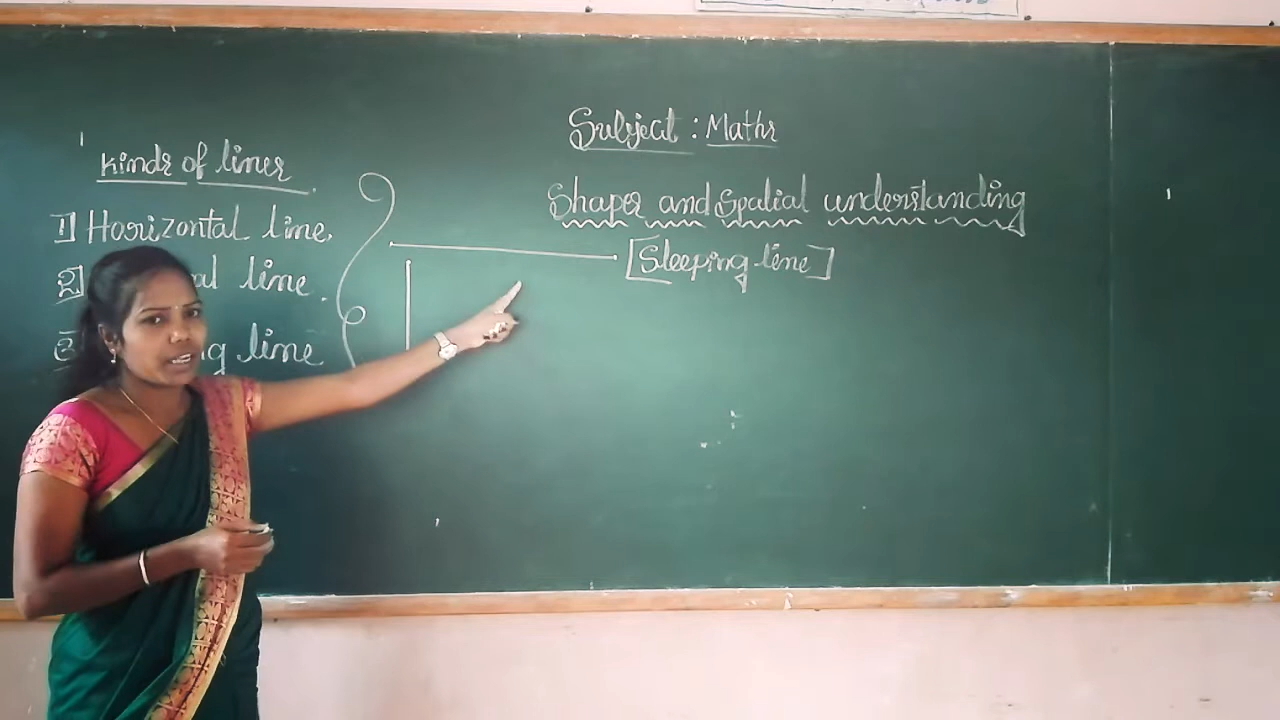 Subject : Maths
Shapes and spatial understanding
[Sleeping line]
Kinds of lines
1] Horizontal line.
2] al line.
3] ng line